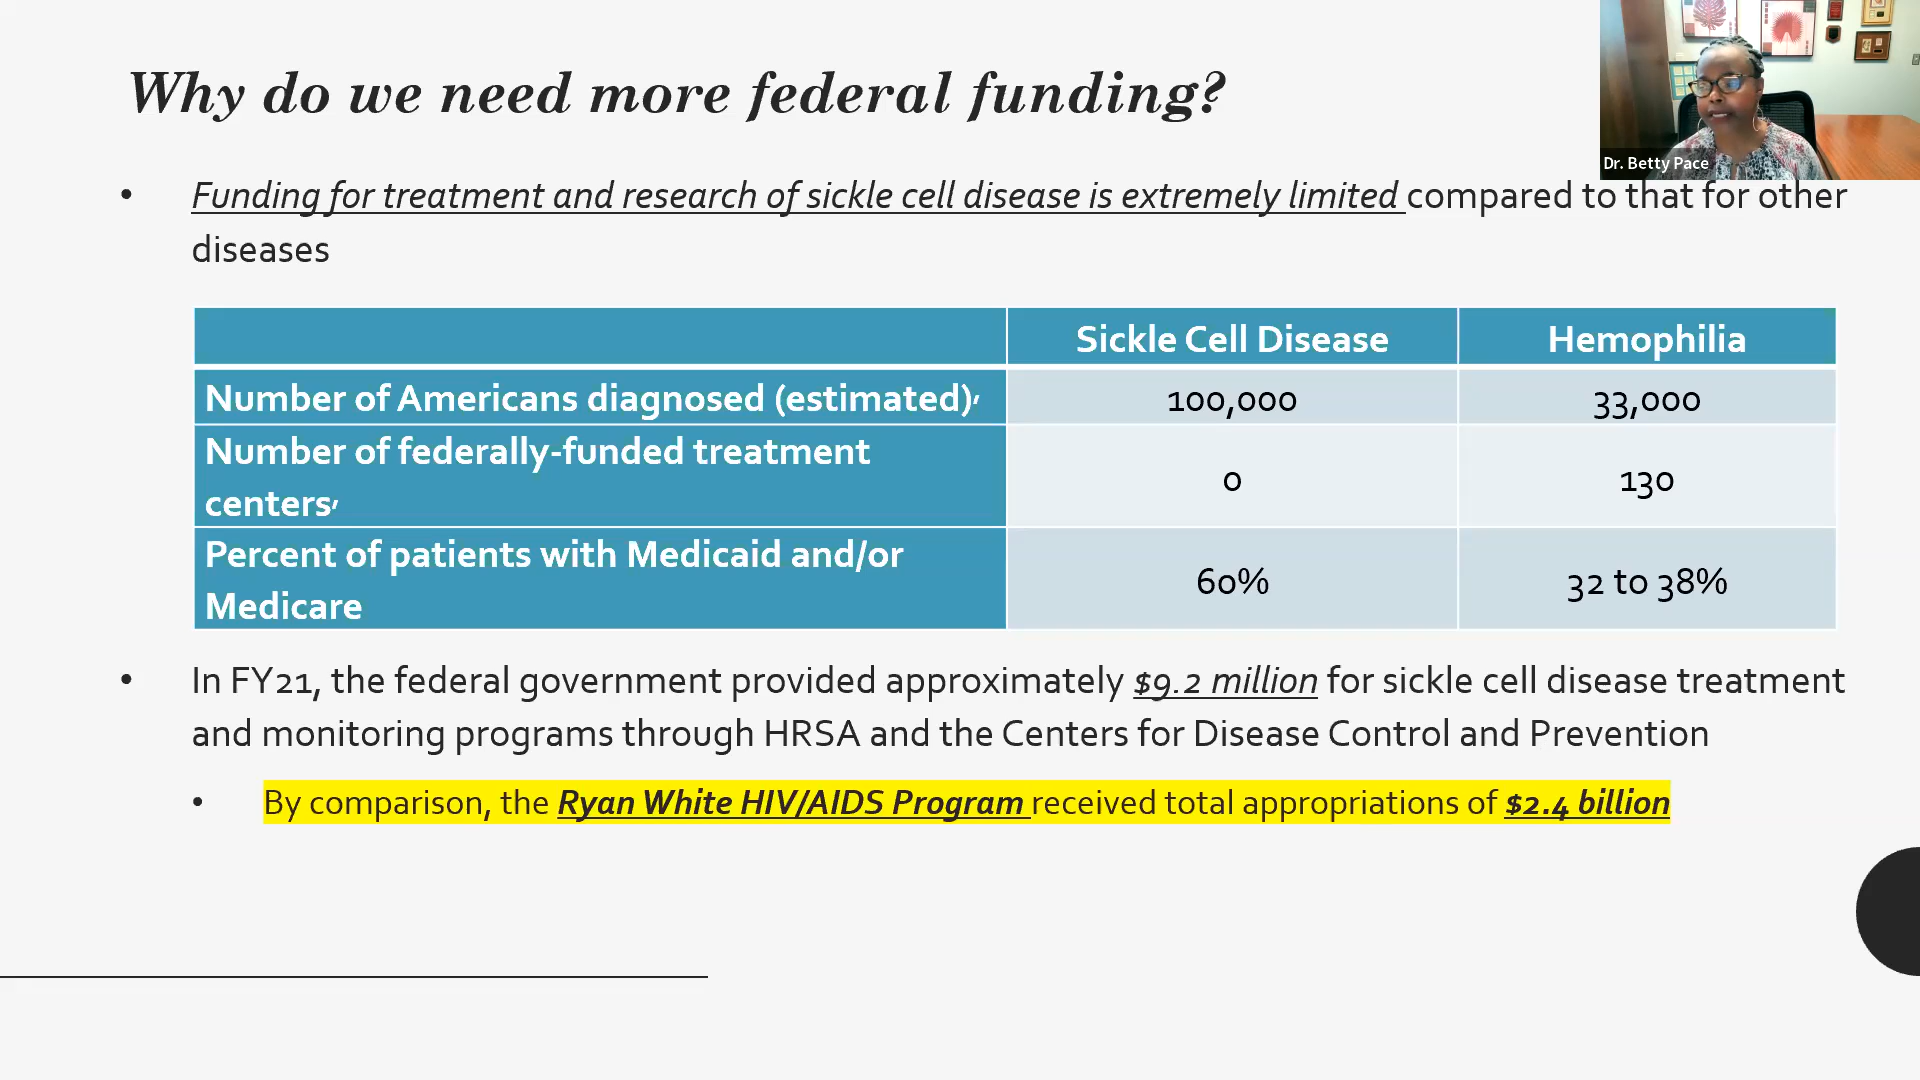 Why do we need more federal funding?
Dr. Betty Pace
• Funding for treatment and research of sickle cell disease is extremely limited compared to that for other
diseases
Sickle Cell Disease Hemophilia
Number of Americans diagnosed (estimated), 100,000 33,000
Number of federally-funded treatment
centers, 0 130
Percent of patients with Medicaid and/or
Medicare 60% 32 to 38%
• In FY21, the federal government provided approximately $9.2 million for sickle cell disease treatment
and monitoring programs through HRSA and the Centers for Disease Control and Prevention
• By comparison, the Ryan White HIV/AIDS Program received total appropriations of $2.4 billion